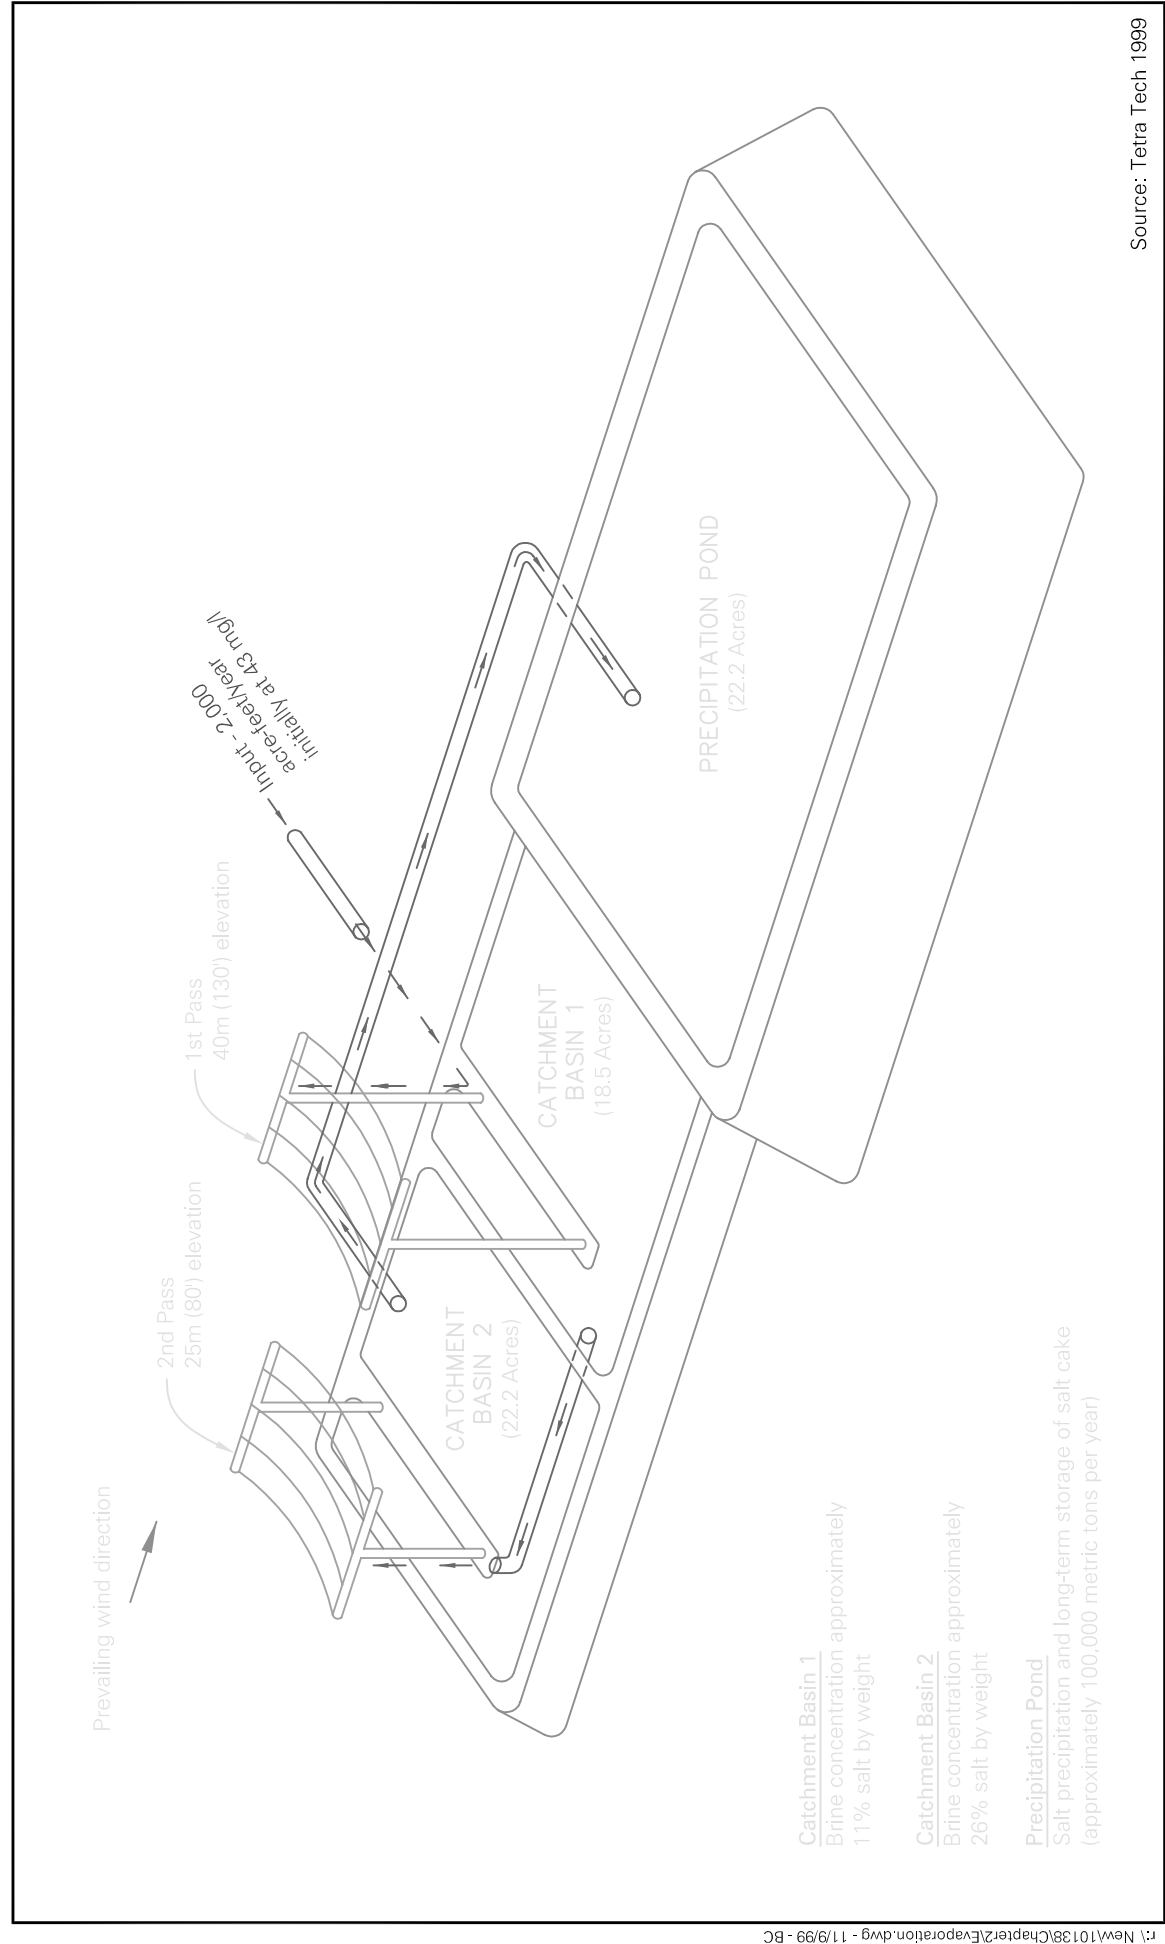 Prevailing wind direction
2nd Pass
25m (80') elevation
1st Pass
40m (130') elevation
Input - 2,000
acre-feet/year
initially at 43 mg/l
CATCHMENT
BASIN 2
(22.2 Acres)
CATCHMENT
BASIN 1
(18.5 Acres)
PRECIPITATION POND
(22.2 Acres)
Catchment Basin 1
Brine concentration approximately
11% salt by weight
Catchment Basin 2
Brine concentration approximately
26% salt by weight
Precipitation Pond
Salt precipitation and long-term storage of salt cake
(approximately 100,000 metric tons per year)
Source: Tetra Tech 1999
r:\ New\10138\Chapter2\Evaporation.dwg - 11/9/99 - BC